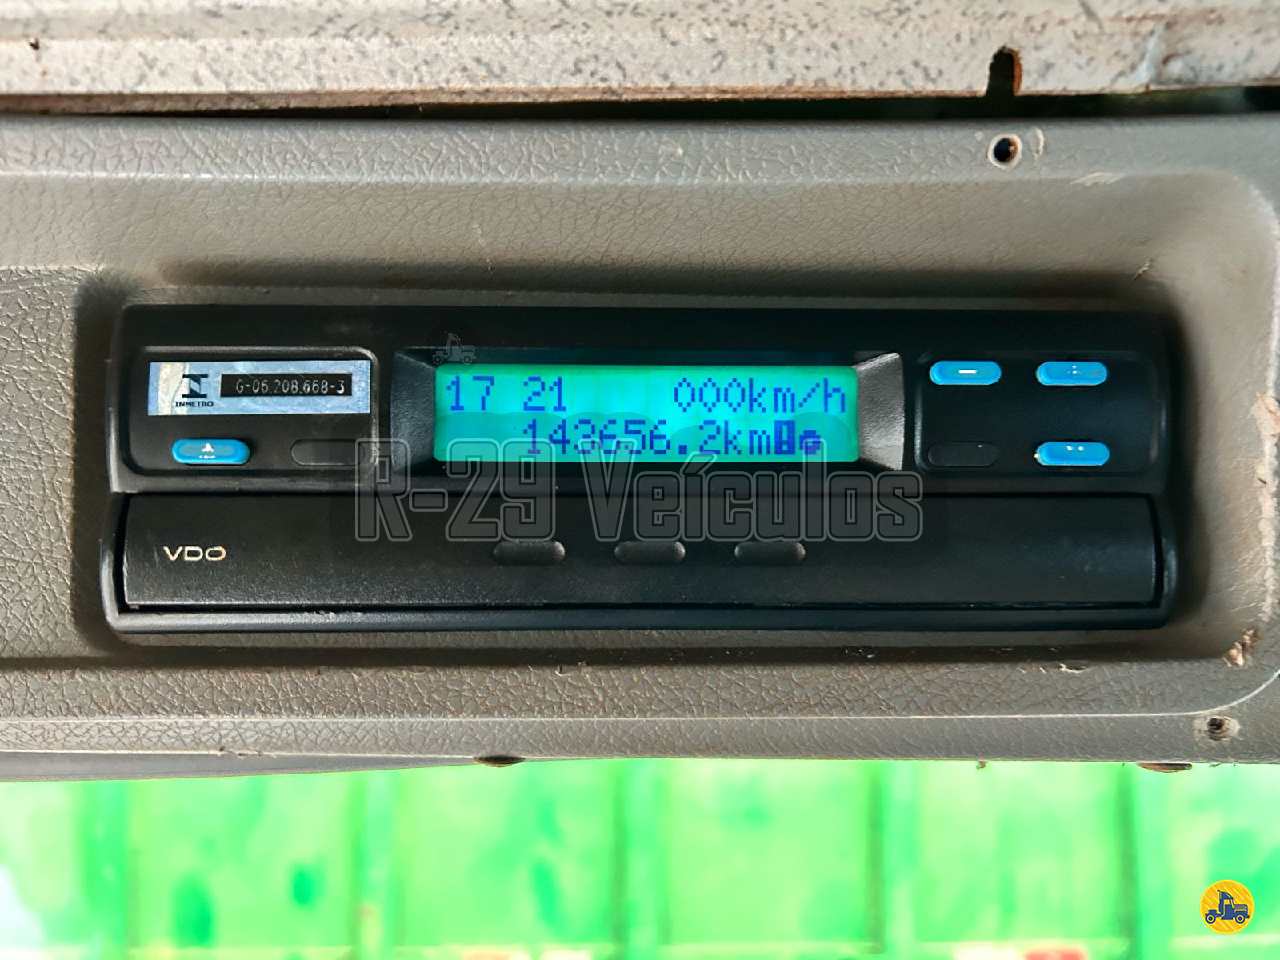 INMETRO
G-06.208.668-3
17 21 000km/h
143656.2km
R-29 Veículos
VDO